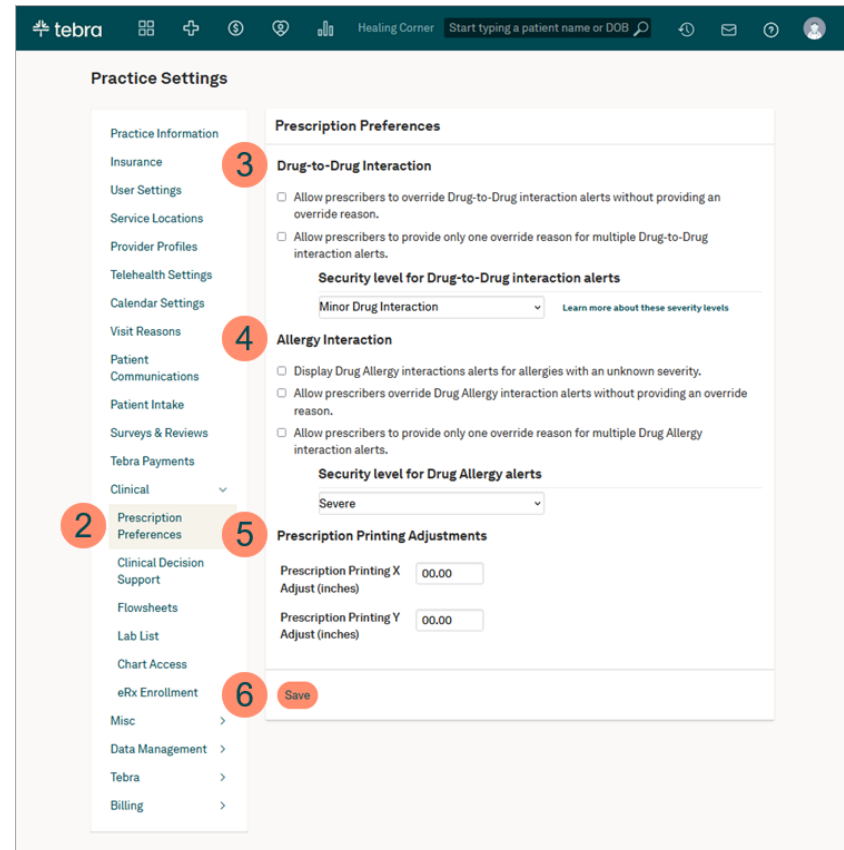 tebra
Healing Corner
Start typing a patient name or DOB
Practice Settings
Practice Information
Insurance
User Settings
Service Locations
Provider Profiles
Telehealth Settings
Calendar Settings
Visit Reasons
Patient
Communications
Patient Intake
Surveys & Reviews
Tebra Payments
Clinical
2
Prescription
Preferences
Clinical Decision
Support
Flowsheets
Lab List
Chart Access
eRx Enrollment
Misc
Data Management
Tebra
Billing
Prescription Preferences
3
Drug-to-Drug Interaction
Allow prescribers to override Drug-to-Drug interaction alerts without providing an
override reason.
Allow prescribers to provide only one override reason for multiple Drug-to-Drug
interaction alerts.
Security level for Drug-to-Drug interaction alerts
Minor Drug Interaction
Learn more about these severity levels
4
Allergy Interaction
Display Drug Allergy interactions alerts for allergies with an unknown severity.
Allow prescribers override Drug Allergy interaction alerts without providing an override
reason.
Allow prescribers to provide only one override reason for multiple Drug Allergy
interaction alerts.
Security level for Drug Allergy alerts
Severe
5
Prescription Printing Adjustments
Prescription Printing X
Adjust (inches)
00.00
Prescription Printing Y
Adjust (inches)
00.00
6
Save